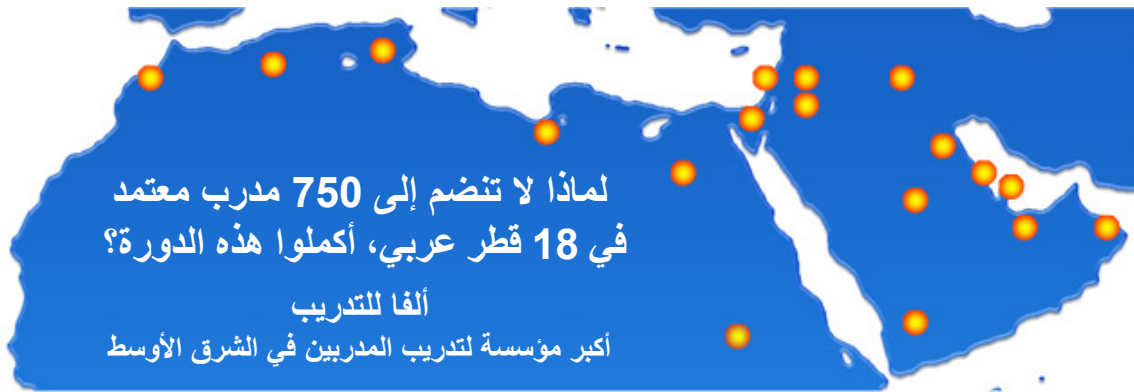 لماذا لا تنضم إلى 750 مدرب معتمد
في 18 قطر عربي، أكملوا هذه الدورة؟
ألفا للتدريب
أكبر مؤسسة لتدريب المدربين في الشرق الأوسط